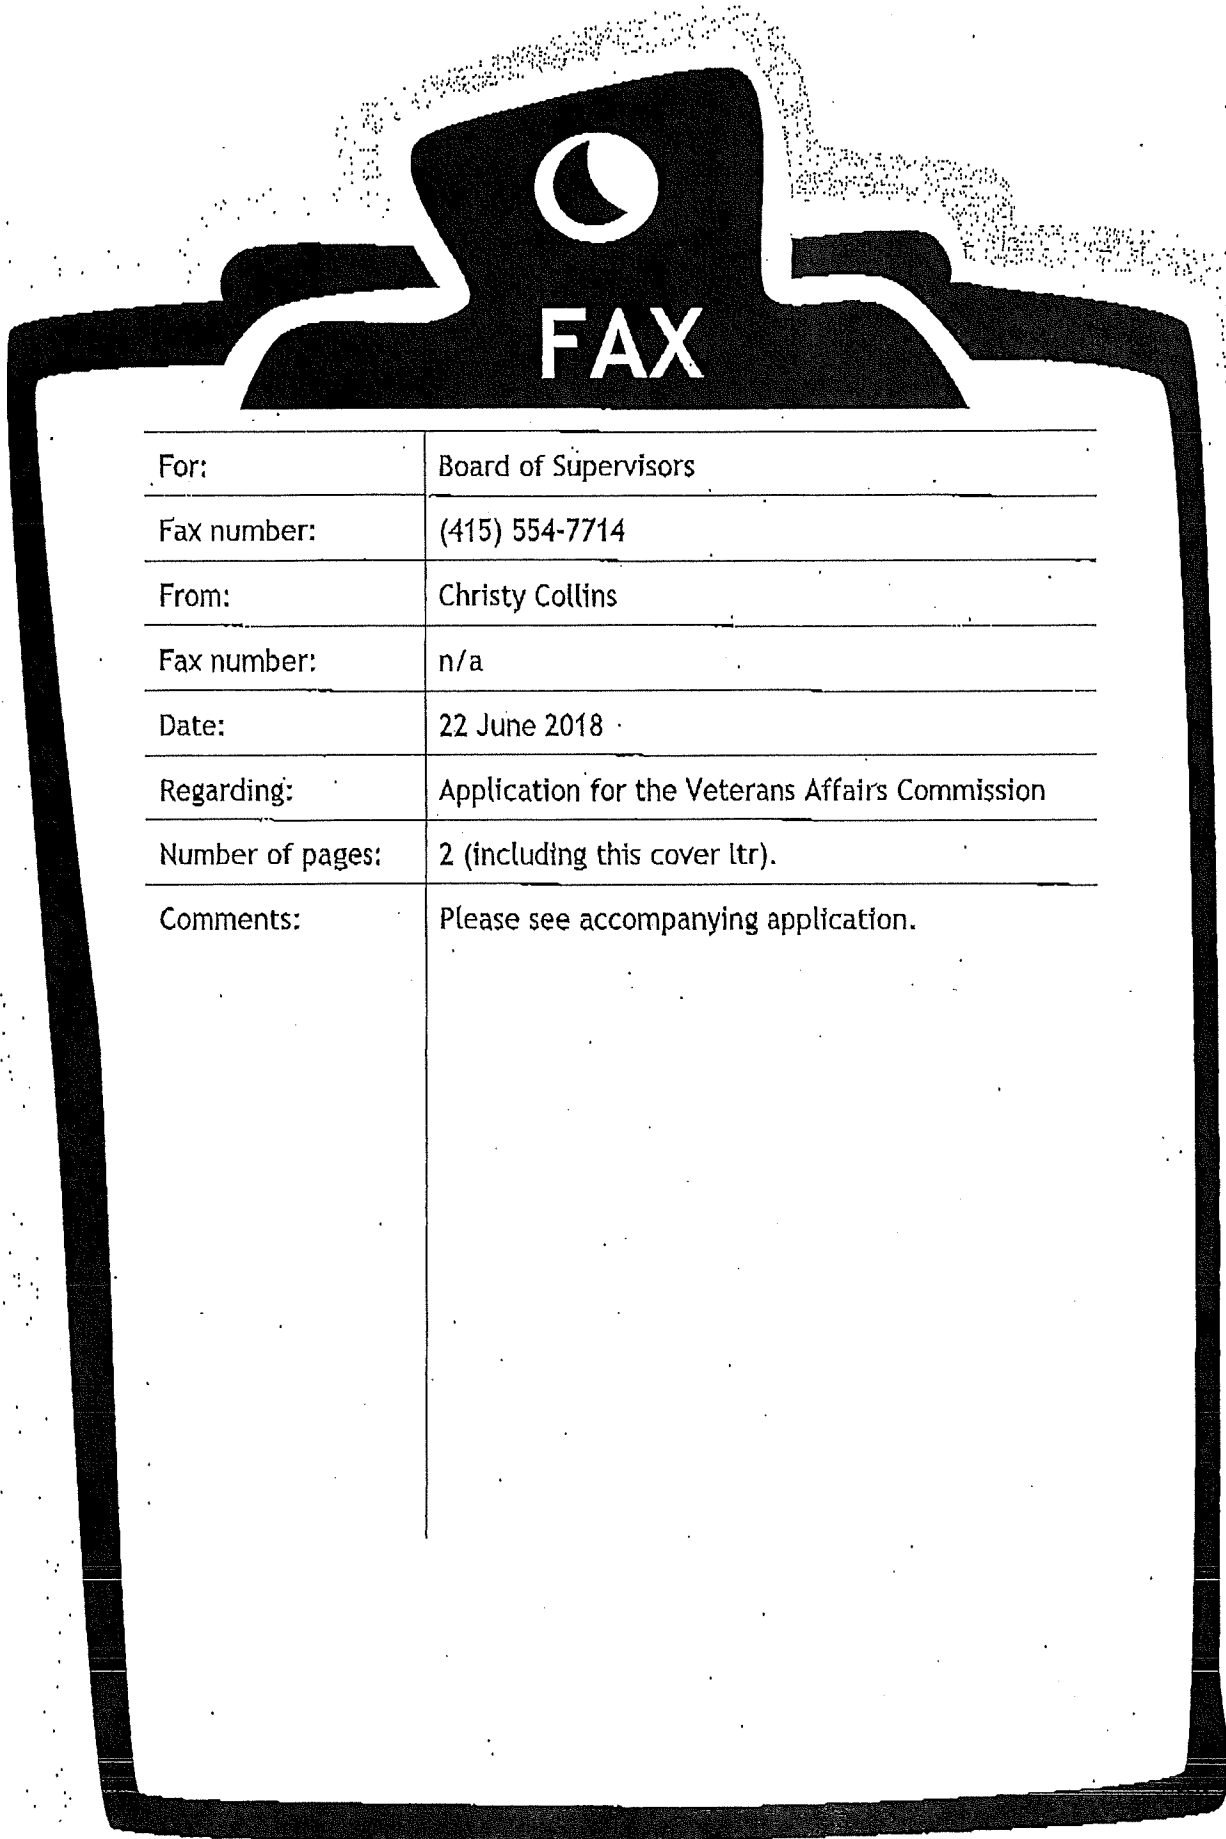 FAX
For: Board of Supervisors
Fax number: (415) 554-7714
From: Christy Collins
Fax number: n/a
Date: 22 June 2018
Regarding: Application for the Veterans Affairs Commission
Number of pages: 2 (including this cover ltr).
Comments: Please see accompanying application.